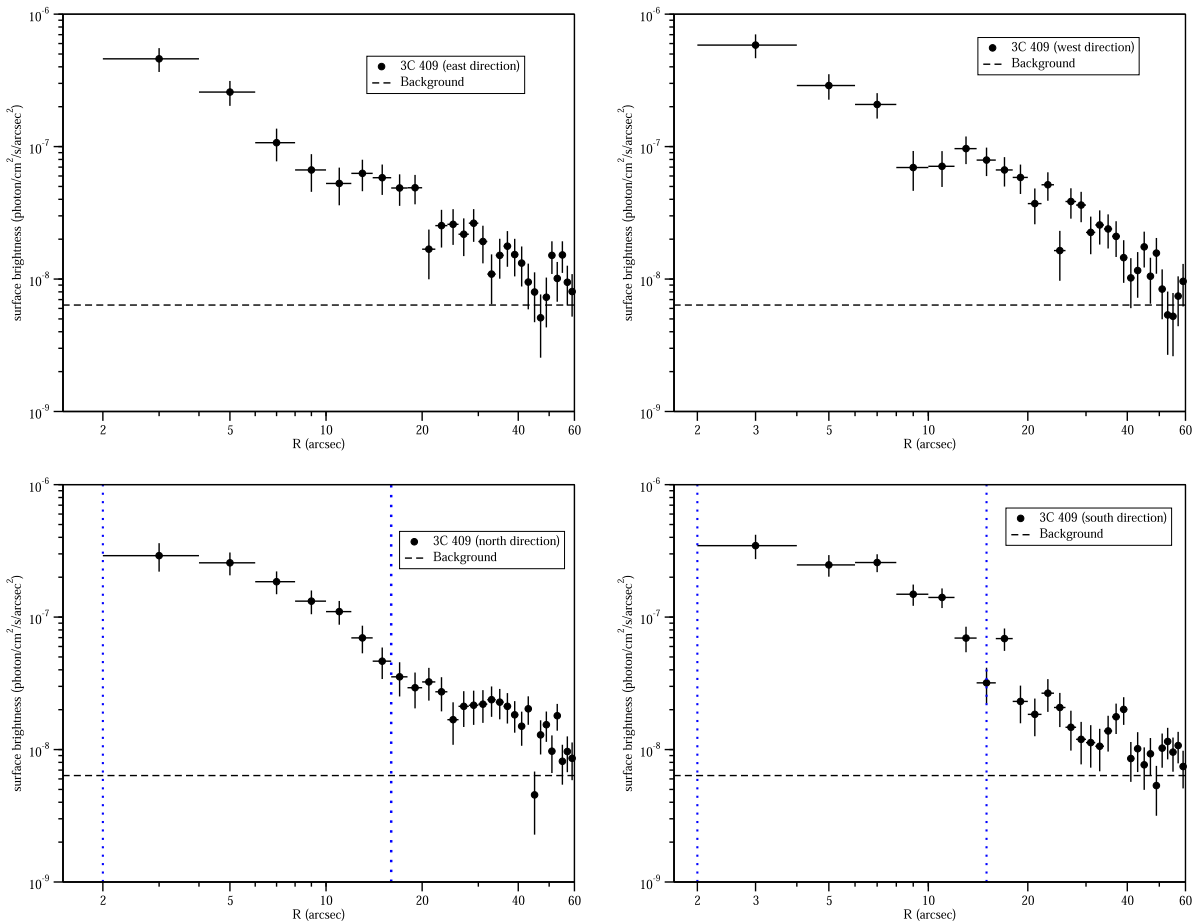 10^-6
10^-7
10^-8
10^-9
surface brightness (photon/cm^2/s/arcsec^2)
3C 409 (east direction)
Background
2 5 10 20 40 60
R (arcsec)
10^-6
10^-7
10^-8
10^-9
surface brightness (photon/cm^2/s/arcsec^2)
3C 409 (west direction)
Background
2 3 5 10 20 40 60
R (arcsec)
10^-6
10^-7
10^-8
10^-9
surface brightness (photon/cm^2/s/arcsec^2)
3C 409 (north direction)
Background
2 5 10 20 40 60
R (arcsec)
10^-6
10^-7
10^-8
10^-9
surface brightness (photon/cm^2/s/arcsec^2)
3C 409 (south direction)
Background
2 3 5 10 20 40 60
R (arcsec)